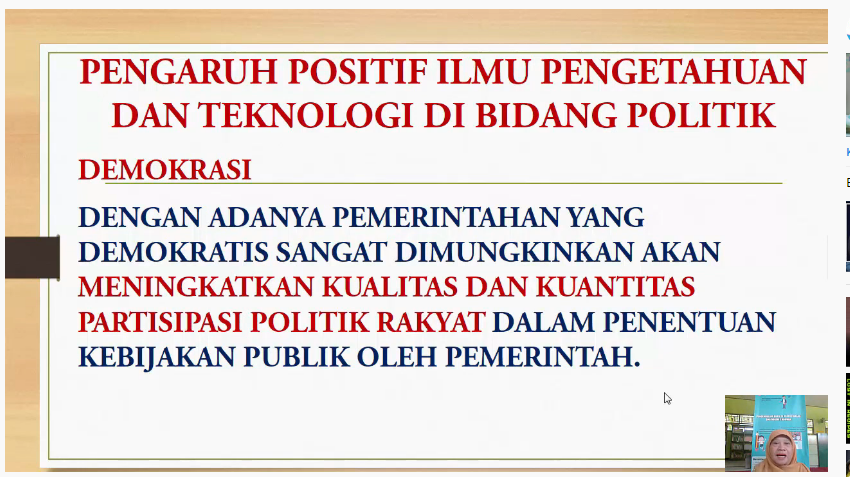 PENGARUH POSITIF ILMU PENGETAHUAN
DAN TEKNOLOGI DI BIDANG POLITIK
DEMOKRASI
DENGAN ADANYA PEMERINTAHAN YANG
DEMOKRATIS SANGAT DIMUNGKINKAN AKAN
MENINGKATKAN KUALITAS DAN KUANTITAS
PARTISIPASI POLITIK RAKYAT DALAM PENENTUAN
KEBIJAKAN PUBLIK OLEH PEMERINTAH.